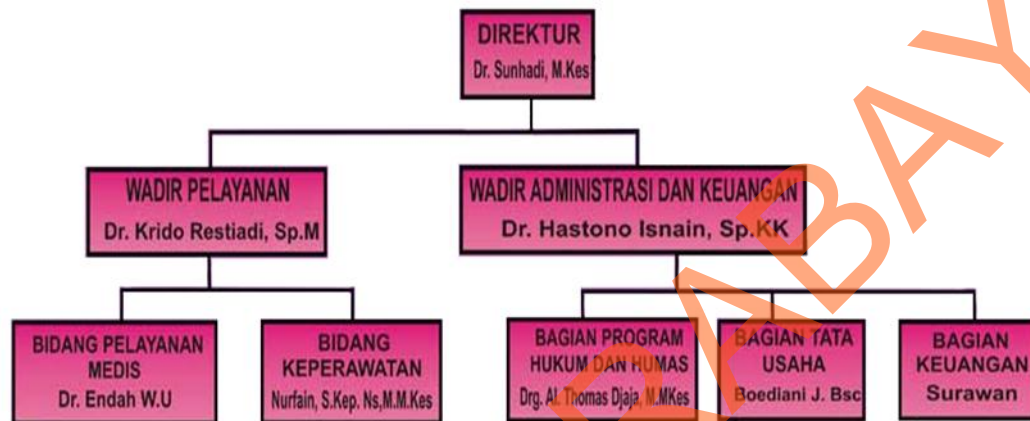 DIREKTUR
Dr. Sunhadi, M.Kes
WADIR PELAYANAN
Dr. Krido Restiadi, Sp.M
WADIR ADMINISTRASI DAN KEUANGAN
Dr. Hastono Isnain, Sp.KK
BIDANG PELAYANAN
MEDIS
Dr. Endah W.U
BIDANG
KEPERAWATAN
Nurfain, S.Kep. Ns,M.M.Kes
BAGIAN PROGRAM
HUKUM DAN HUMAS
Drg. Al. Thomas Djaja, M.MKes
BAGIAN TATA
USAHA
Boediani J. Bsc
BAGIAN
KEUANGAN
Surawan